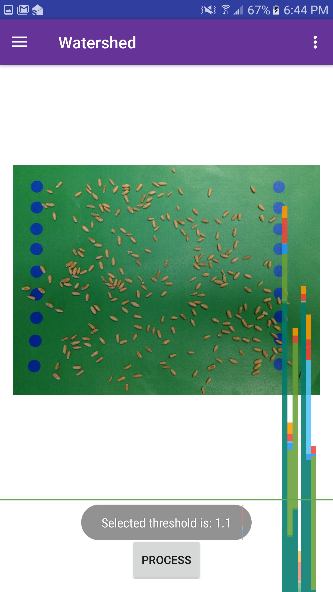 67% 6:44 PM
Watershed
Selected threshold is: 1.1
PROCESS